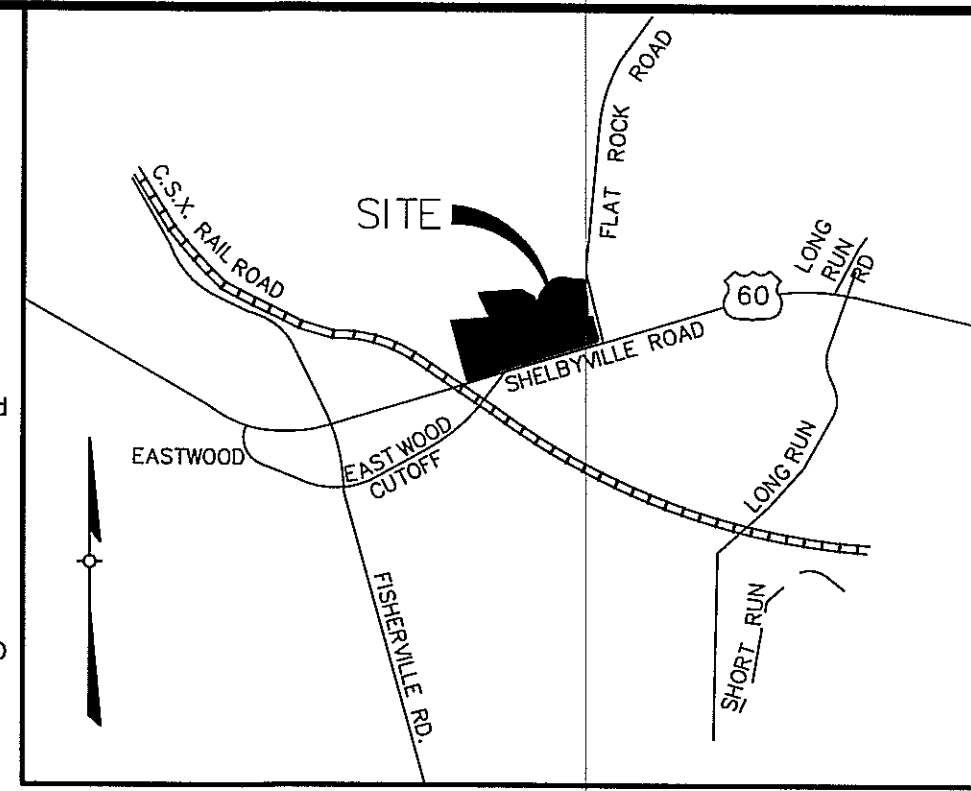 FLAT ROCK ROAD
C.S.X. RAIL ROAD
SITE
LONG
RUN
RD
60
SHELBYVILLE ROAD
EASTWOOD
EAST WOOD
CUTOFF
LONG RUN
FISHERVILLE RD.
SHORT RUN